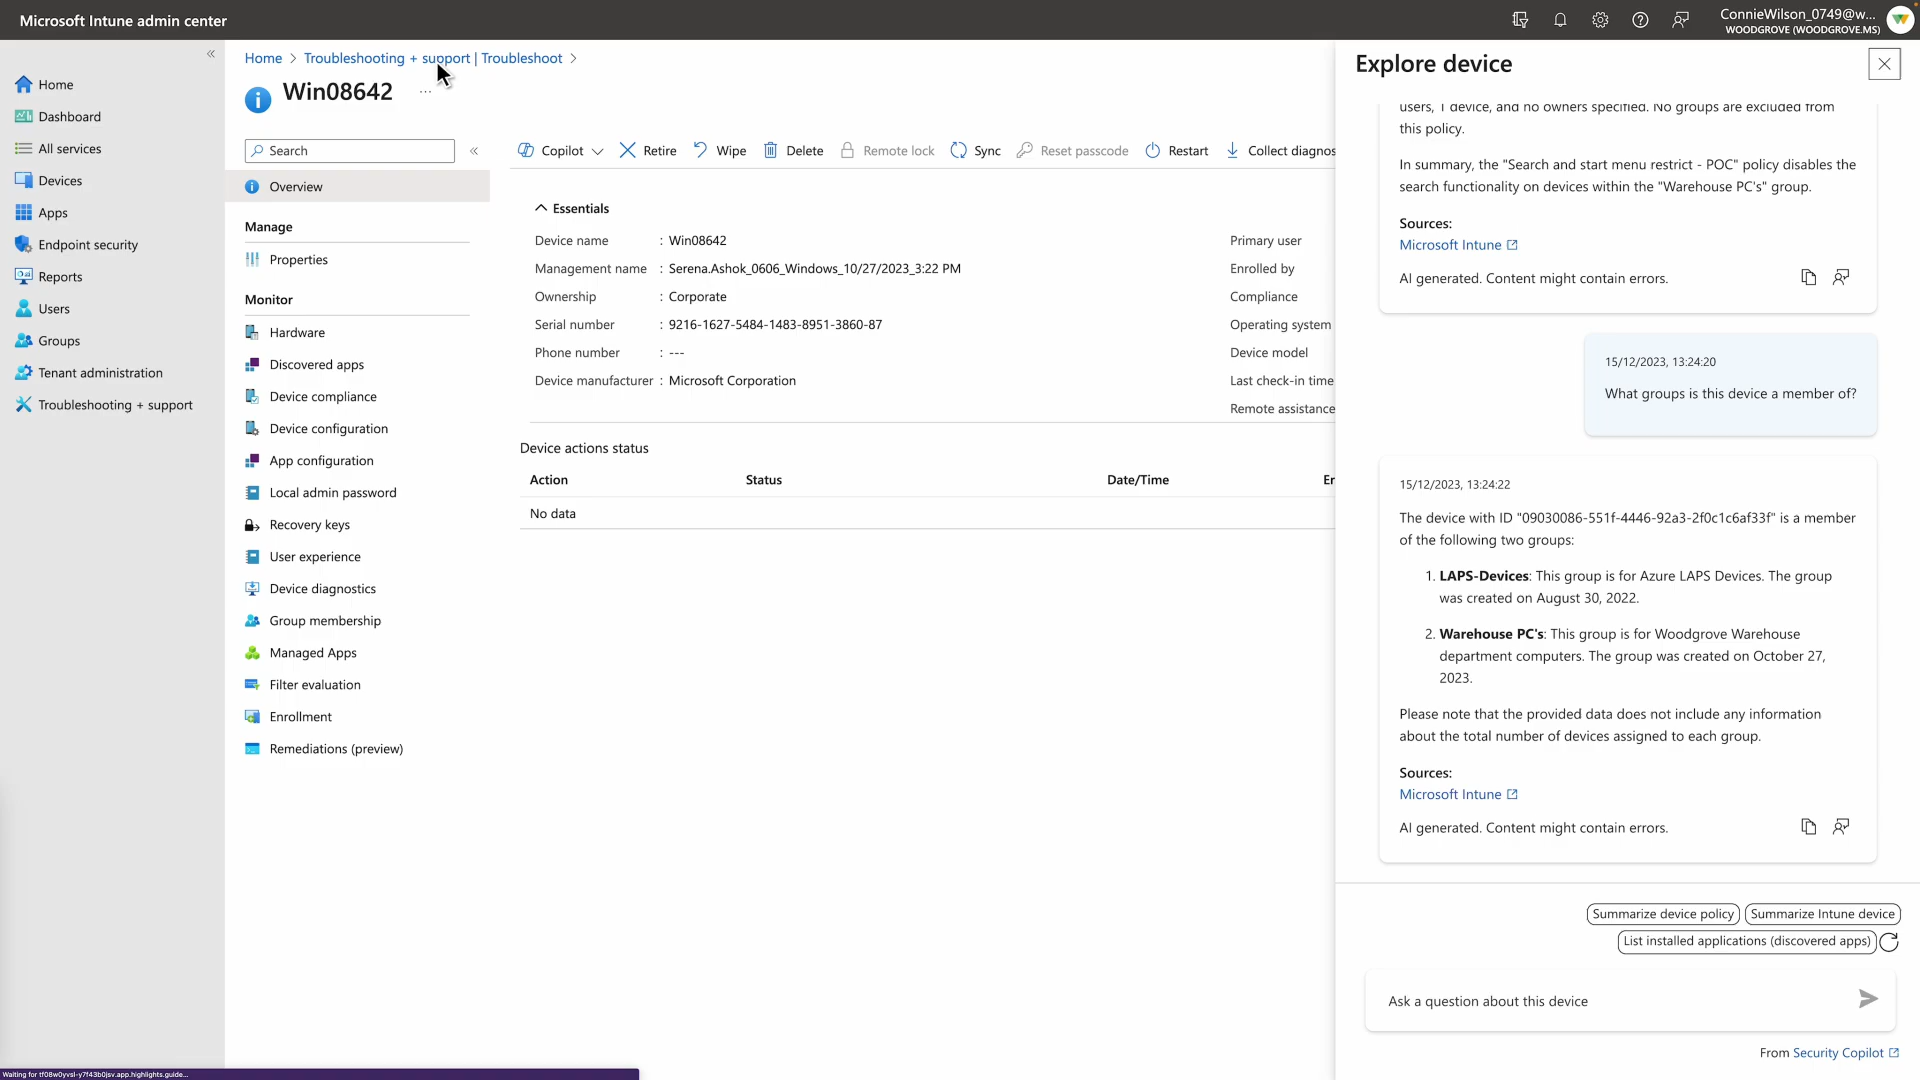 Microsoft Intune admin center
ConnieWilson_0749@w...
WOODGROVE (WOODGROVE.MS)
«
Home
Dashboard
All services
Devices
Apps
Endpoint security
Reports
Users
Groups
Tenant administration
Troubleshooting + support
Home > Troubleshooting + support | Troubleshoot >
Win08642 ...
Search «
Overview
Manage
Properties
Monitor
Hardware
Discovered apps
Device compliance
Device configuration
App configuration
Local admin password
Recovery keys
User experience
Device diagnostics
Group membership
Managed Apps
Filter evaluation
Enrollment
Remediations (preview)
Copilot Retire Wipe Delete Remote lock Sync Reset passcode Restart Collect diagnos
Essentials
Device name : Win08642
Management name : Serena.Ashok_0606_Windows_10/27/2023_3:22 PM
Ownership : Corporate
Serial number : 9216-1627-5484-1483-8951-3860-87
Phone number : ---
Device manufacturer : Microsoft Corporation
Primary user
Enrolled by
Compliance
Operating system
Device model
Last check-in time
Remote assistance
Device actions status
Action Status Date/Time Er
No data
Explore device
users, 1 device, and no owners specified. No groups are excluded from
this policy.
In summary, the "Search and start menu restrict - POC" policy disables the
search functionality on devices within the "Warehouse PC's" group.
Sources:
Microsoft Intune
AI generated. Content might contain errors.
15/12/2023, 13:24:20
What groups is this device a member of?
15/12/2023, 13:24:22
The device with ID "09030086-551f-4446-92a3-2f0c1c6af33f" is a member
of the following two groups:
1. LAPS-Devices: This group is for Azure LAPS Devices. The group
was created on August 30, 2022.
2. Warehouse PC's: This group is for Woodgrove Warehouse
department computers. The group was created on October 27,
2023.
Please note that the provided data does not include any information
about the total number of devices assigned to each group.
Sources:
Microsoft Intune
AI generated. Content might contain errors.
Summarize device policy Summarize Intune device
List installed applications (discovered apps)
Ask a question about this device
From Security Copilot
Waiting for tf08w0yvsl-y7f43b0jsv.app.highlights.guide...